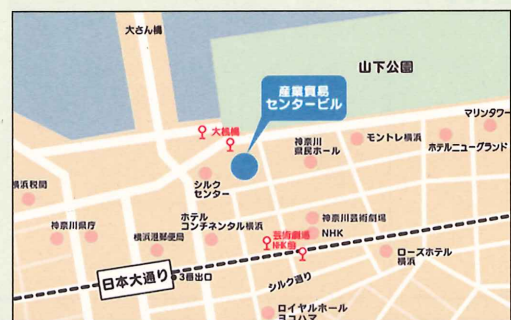 大さん橋
山下公園
産業貿易
センタービル
マリンタワー
大桟橋
神奈川
県民ホール
モントレ横浜
ホテルニューグランド
シルク
センター
横浜税関
神奈川県庁
ホテル
コンチネンタル横浜
横浜港郵便局
神奈川芸術劇場
NHK
芸術劇場
NHK前
ローズホテル
横浜
日本大通り
3番出口
シルク通り
ロイヤルホール
ヨコハマ